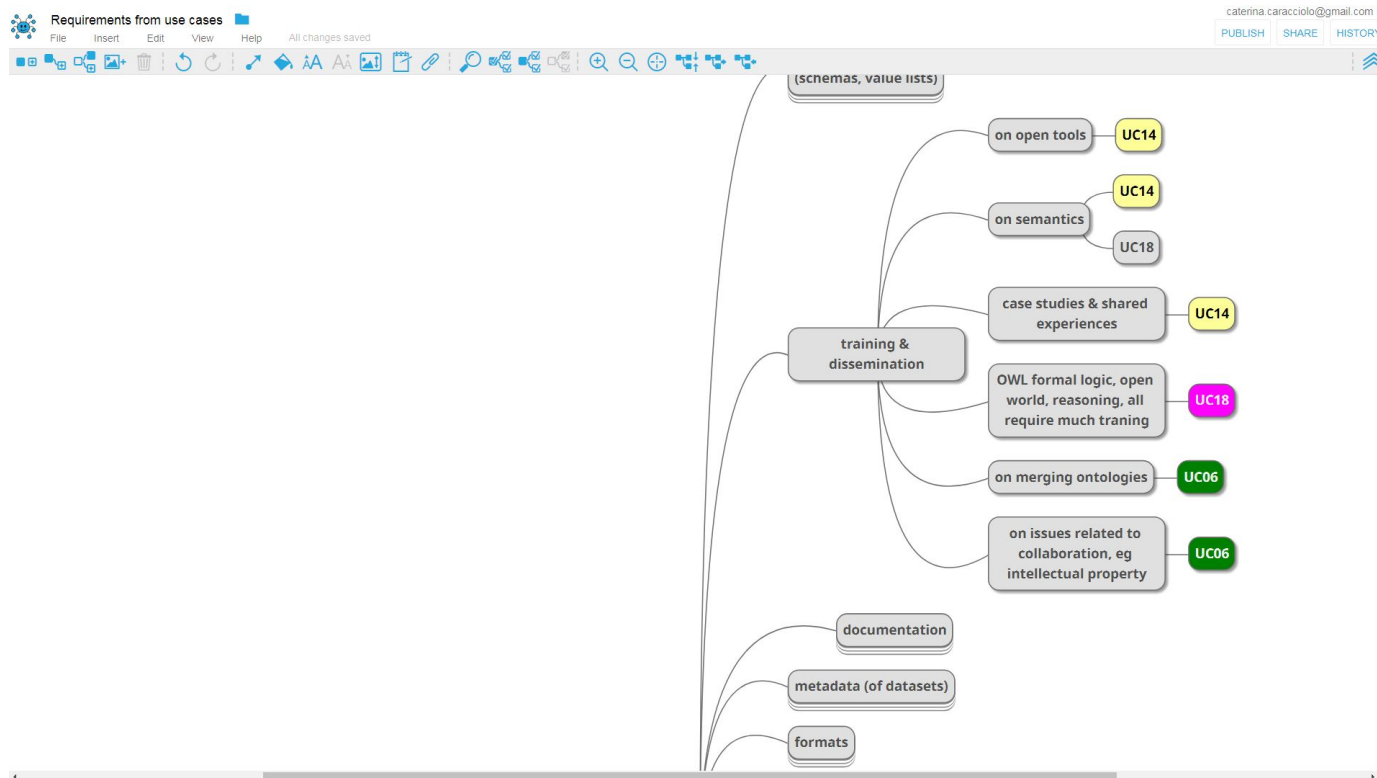 Requirements from use cases
caterina.caracciolo@gmail.com
File Insert Edit View Help All changes saved
PUBLISH SHARE HISTORY
(schemas, value lists)
on open tools
UC14
on semantics
UC14
UC18
training &
dissemination
case studies & shared
experiences
UC14
OWL formal logic, open
world, reasoning, all
require much traning
UC18
on merging ontologies
UC06
on issues related to
collaboration, eg
intellectual property
UC06
documentation
metadata (of datasets)
formats